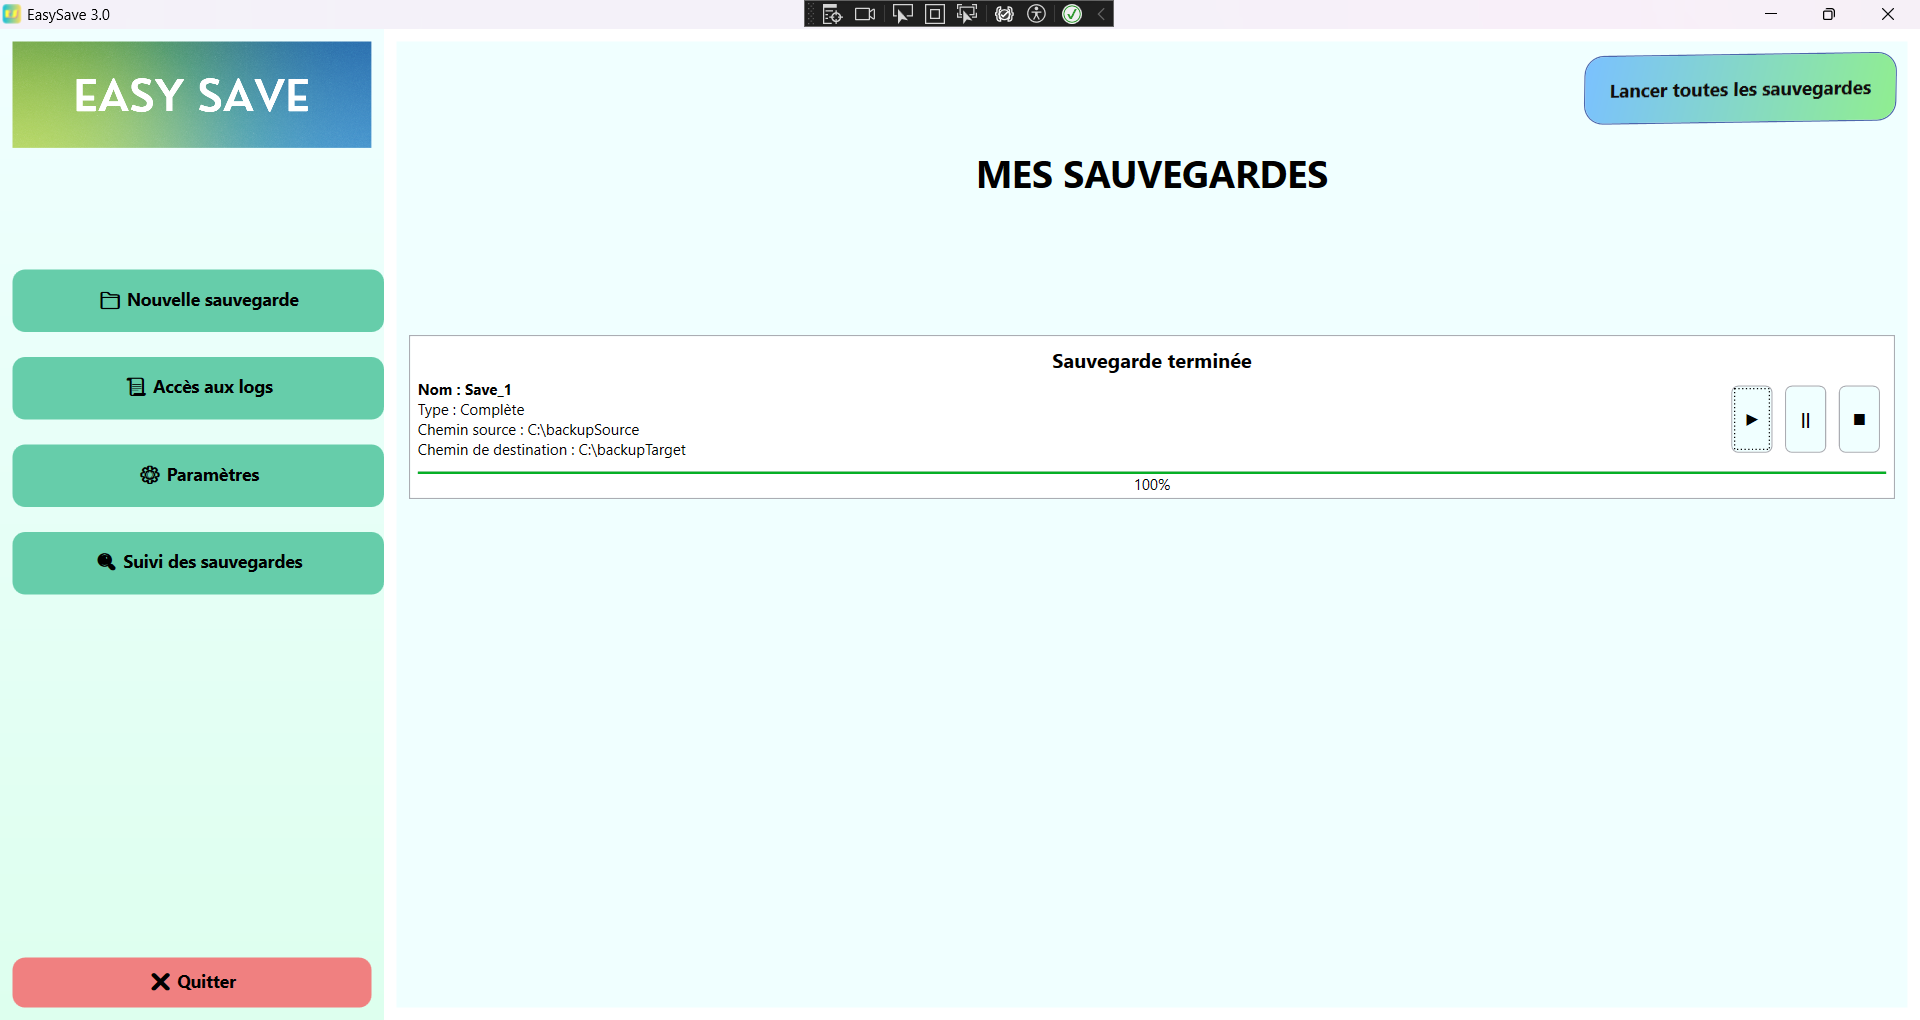 EasySave 3.0
EASY SAVE
Lancer toutes les sauvegardes
MES SAUVEGARDES
Nouvelle sauvegarde
Accès aux logs
Paramètres
Suivi des sauvegardes
Quitter
Sauvegarde terminée
Nom : Save_1
Type : Complète
Chemin source : C:\backupSource
Chemin de destination : C:\backupTarget
100%